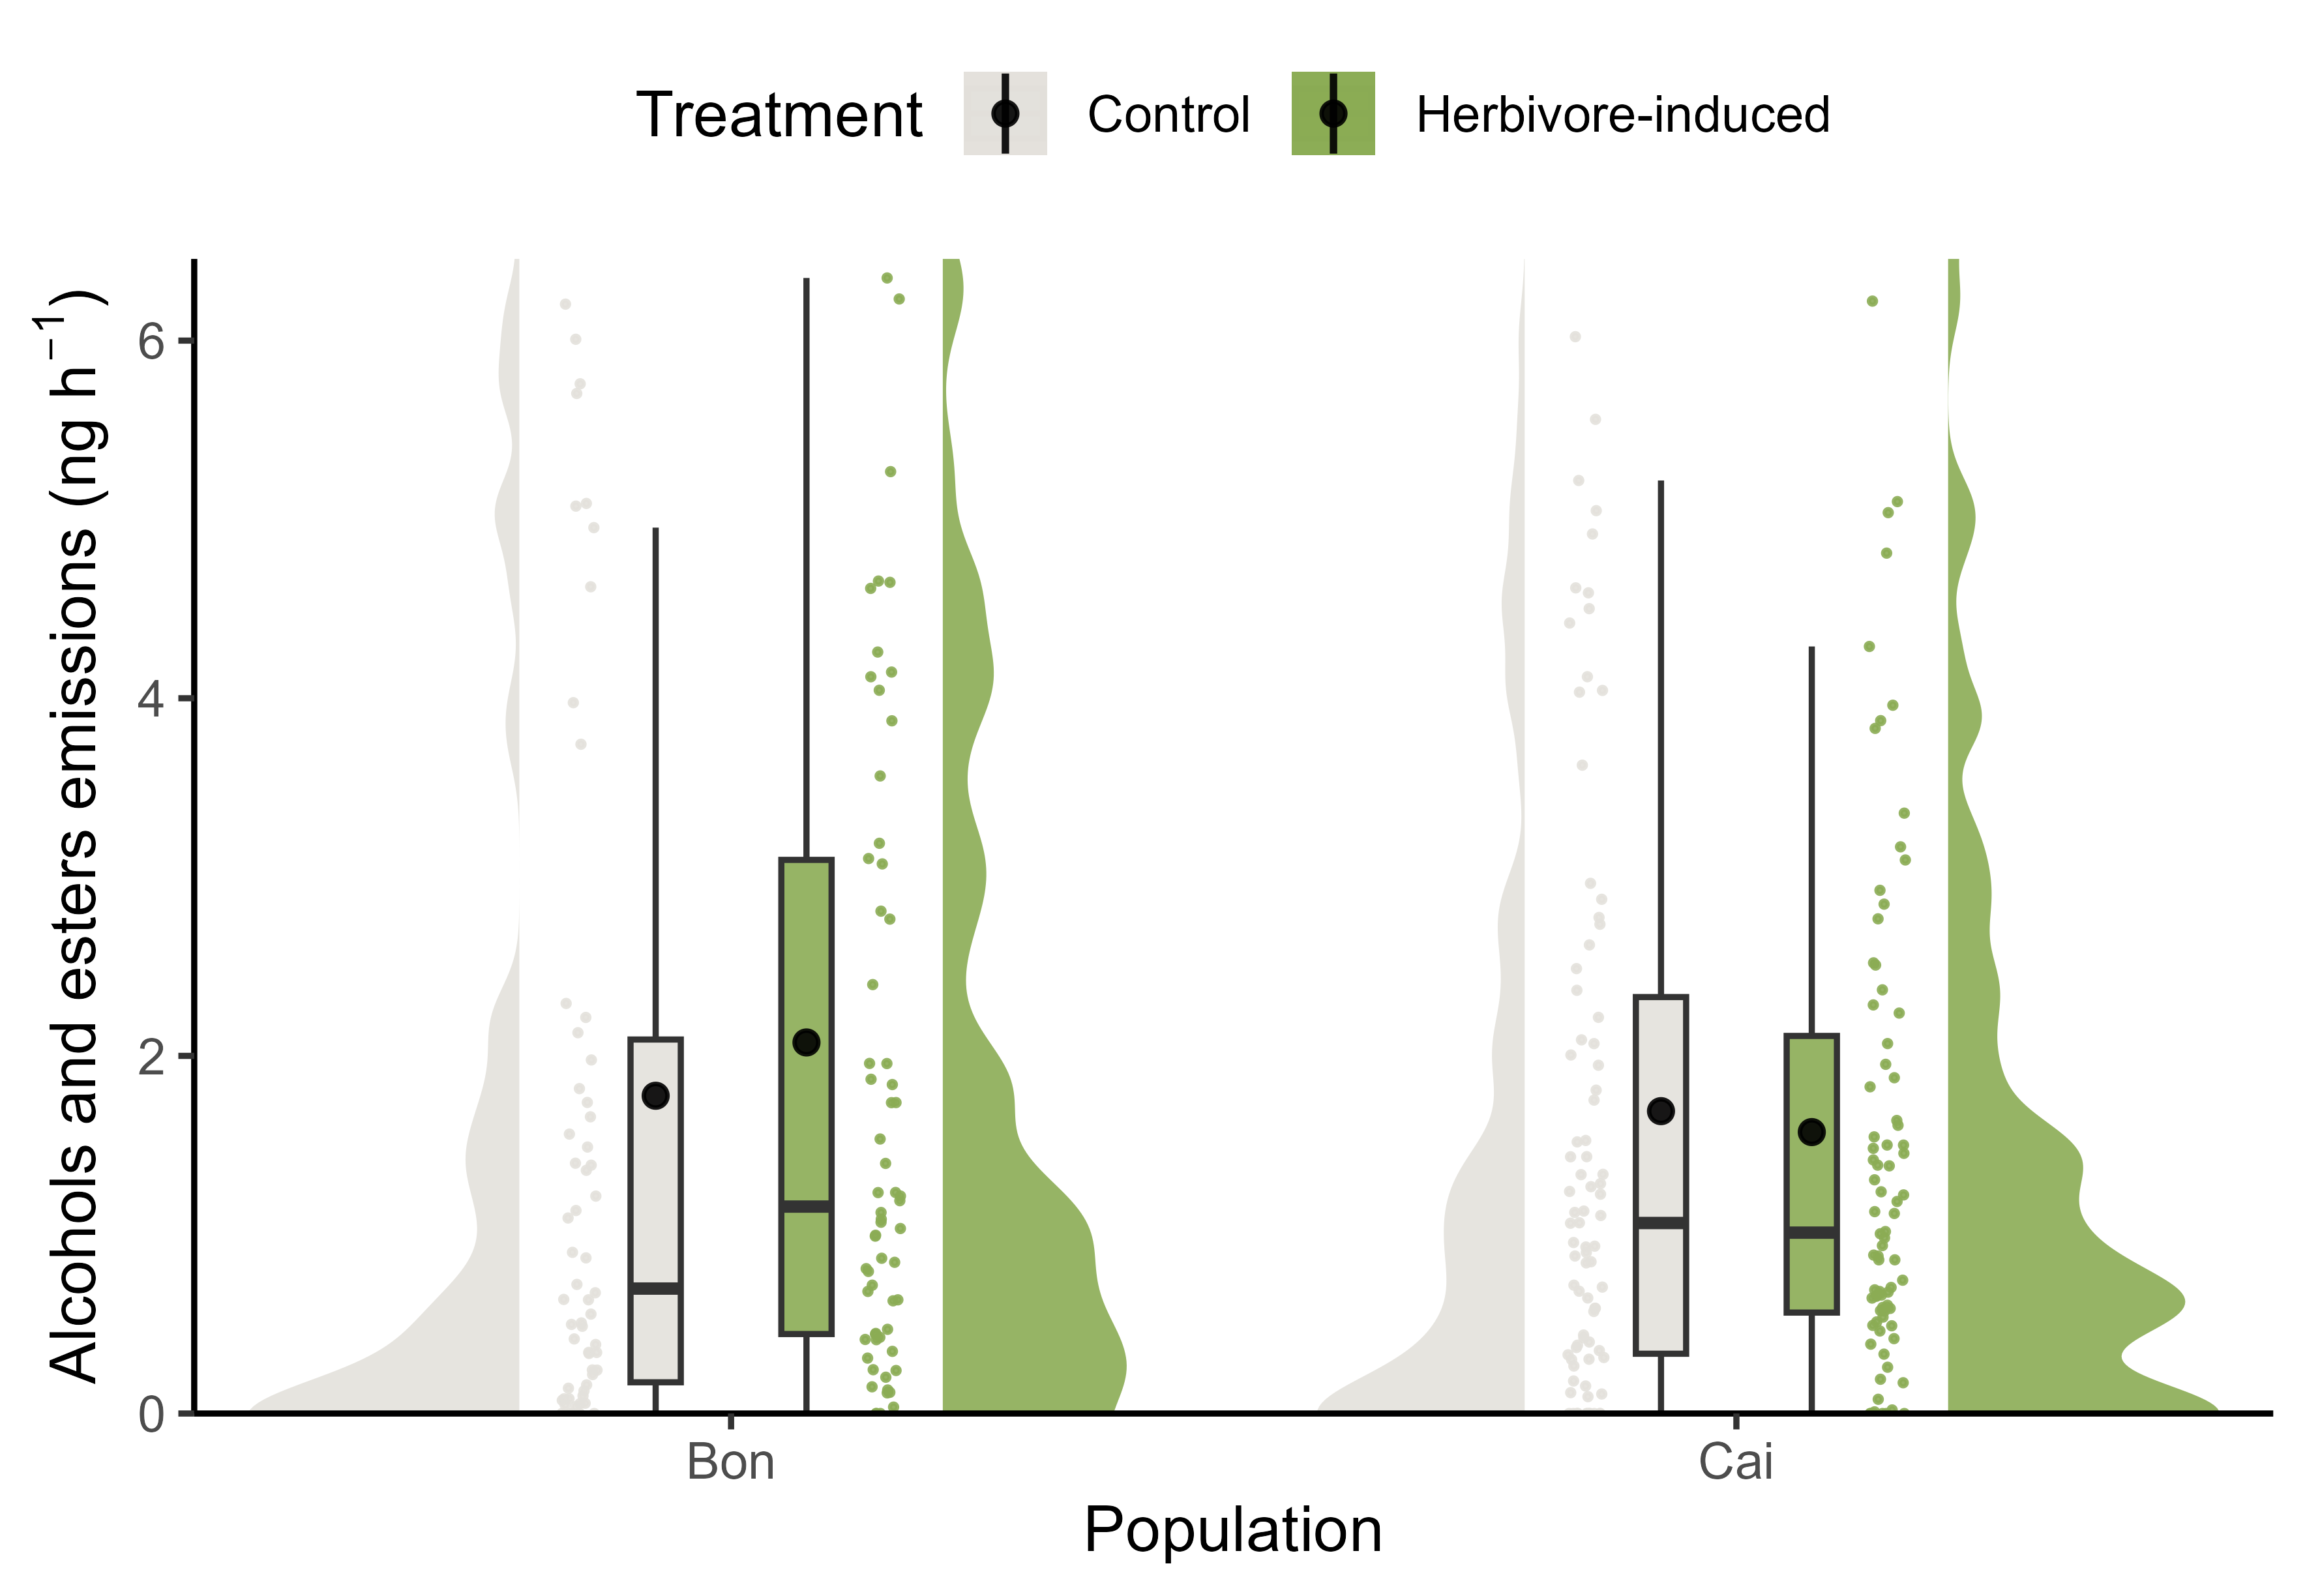 Treatment Control Herbivore-induced
Alcohols and esters emissions (ng h⁻¹)
6
4
2
0
Bon Cai
Population